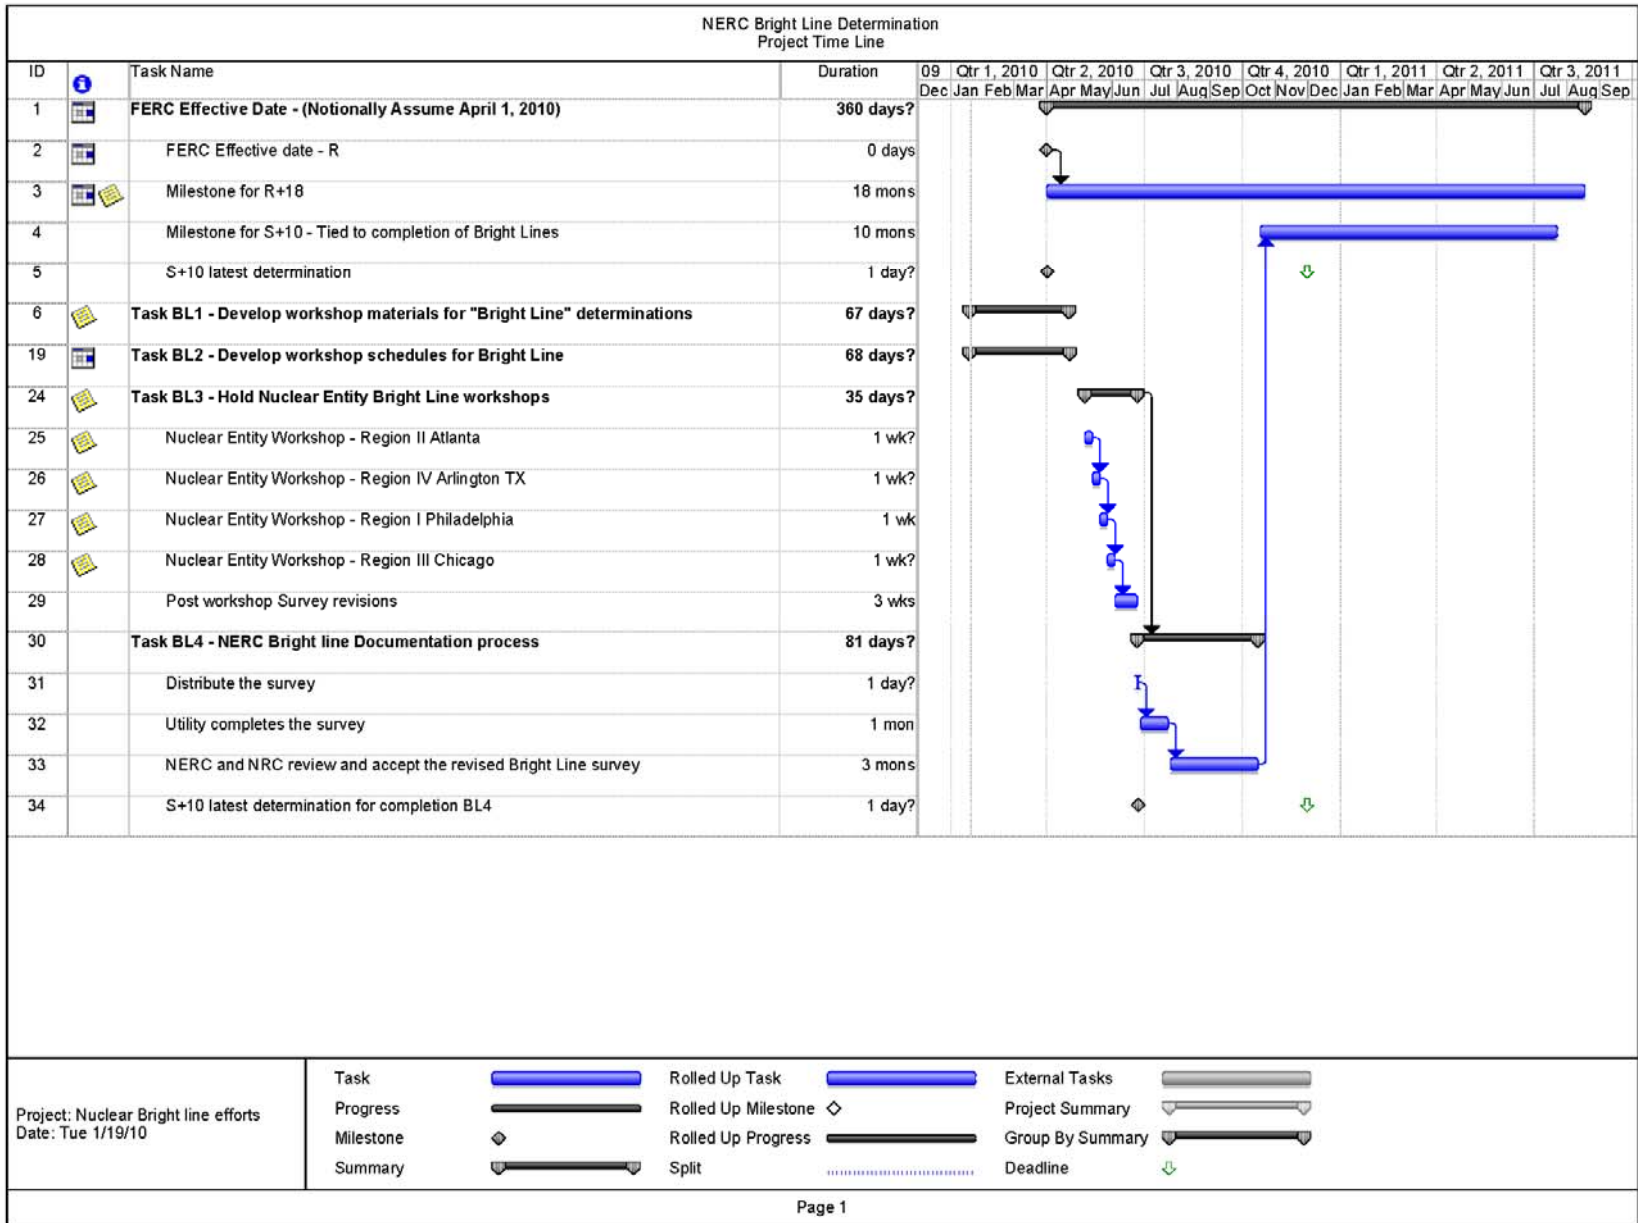 NERC Bright Line Determination
Project Time Line
ID Task Name Duration 09 Qtr 1, 2010 Qtr 2, 2010 Qtr 3, 2010 Qtr 4, 2010 Qtr 1, 2011 Qtr 2, 2011 Qtr 3, 2011
Dec Jan Feb Mar Apr May Jun Jul Aug Sep Oct Nov Dec Jan Feb Mar Apr May Jun Jul Aug Sep
1 FERC Effective Date - (Notionally Assume April 1, 2010) 360 days?
2 FERC Effective date - R 0 days
3 Milestone for R+18 18 mons
4 Milestone for S+10 - Tied to completion of Bright Lines 10 mons
5 S+10 latest determination 1 day?
6 Task BL1 - Develop workshop materials for "Bright Line" determinations 67 days?
19 Task BL2 - Develop workshop schedules for Bright Line 68 days?
24 Task BL3 - Hold Nuclear Entity Bright Line workshops 35 days?
25 Nuclear Entity Workshop - Region II Atlanta 1 wk?
26 Nuclear Entity Workshop - Region IV Arlington TX 1 wk?
27 Nuclear Entity Workshop - Region I Philadelphia 1 wk
28 Nuclear Entity Workshop - Region III Chicago 1 wk?
29 Post workshop Survey revisions 3 wks
30 Task BL4 - NERC Bright line Documentation process 81 days?
31 Distribute the survey 1 day?
32 Utility completes the survey 1 mon
33 NERC and NRC review and accept the revised Bright Line survey 3 mons
34 S+10 latest determination for completion BL4 1 day?
Project: Nuclear Bright line efforts
Date: Tue 1/19/10
Task Rolled Up Task External Tasks
Progress Rolled Up Milestone Project Summary
Milestone Rolled Up Progress Group By Summary
Summary Split Deadline
Page 1